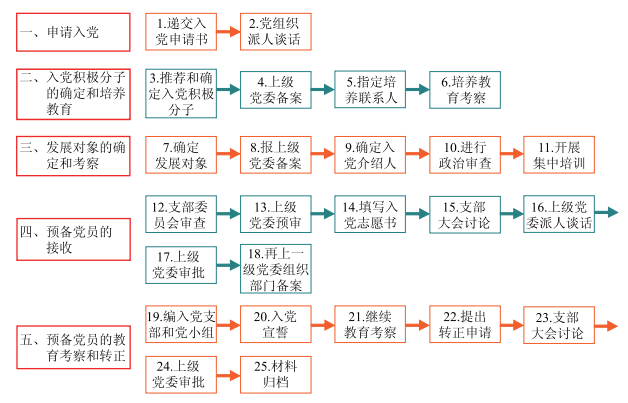 一、申请入党
1.递交入
党申请书
2.党组织
派人谈话
二、入党积极分子
的确定和培养
教育
3.推荐和确
定入党积极
分子
4.上级
党委备案
5.指定培
养联系人
6.培养教
育考察
三、发展对象的确
定和考察
7.确定
发展对象
8.报上级
党委备案
9.确定入
党介绍人
10.进行
政治审查
11.开展
集中培训
四、预备党员的
接收
12.支部委
员会审查
13.上级
党委预审
14.填写入
党志愿书
15.支部
大会讨论
16.上级党
委派人谈话
17.上级
党委审批
18.再上一
级党委组织
部门备案
五、预备党员的教
育考察和转正
19.编入党支
部和党小组
20.入党
宣誓
21.继续
教育考察
22.提出
转正申请
23.支部
大会讨论
24.上级
党委审批
25.材料
归档